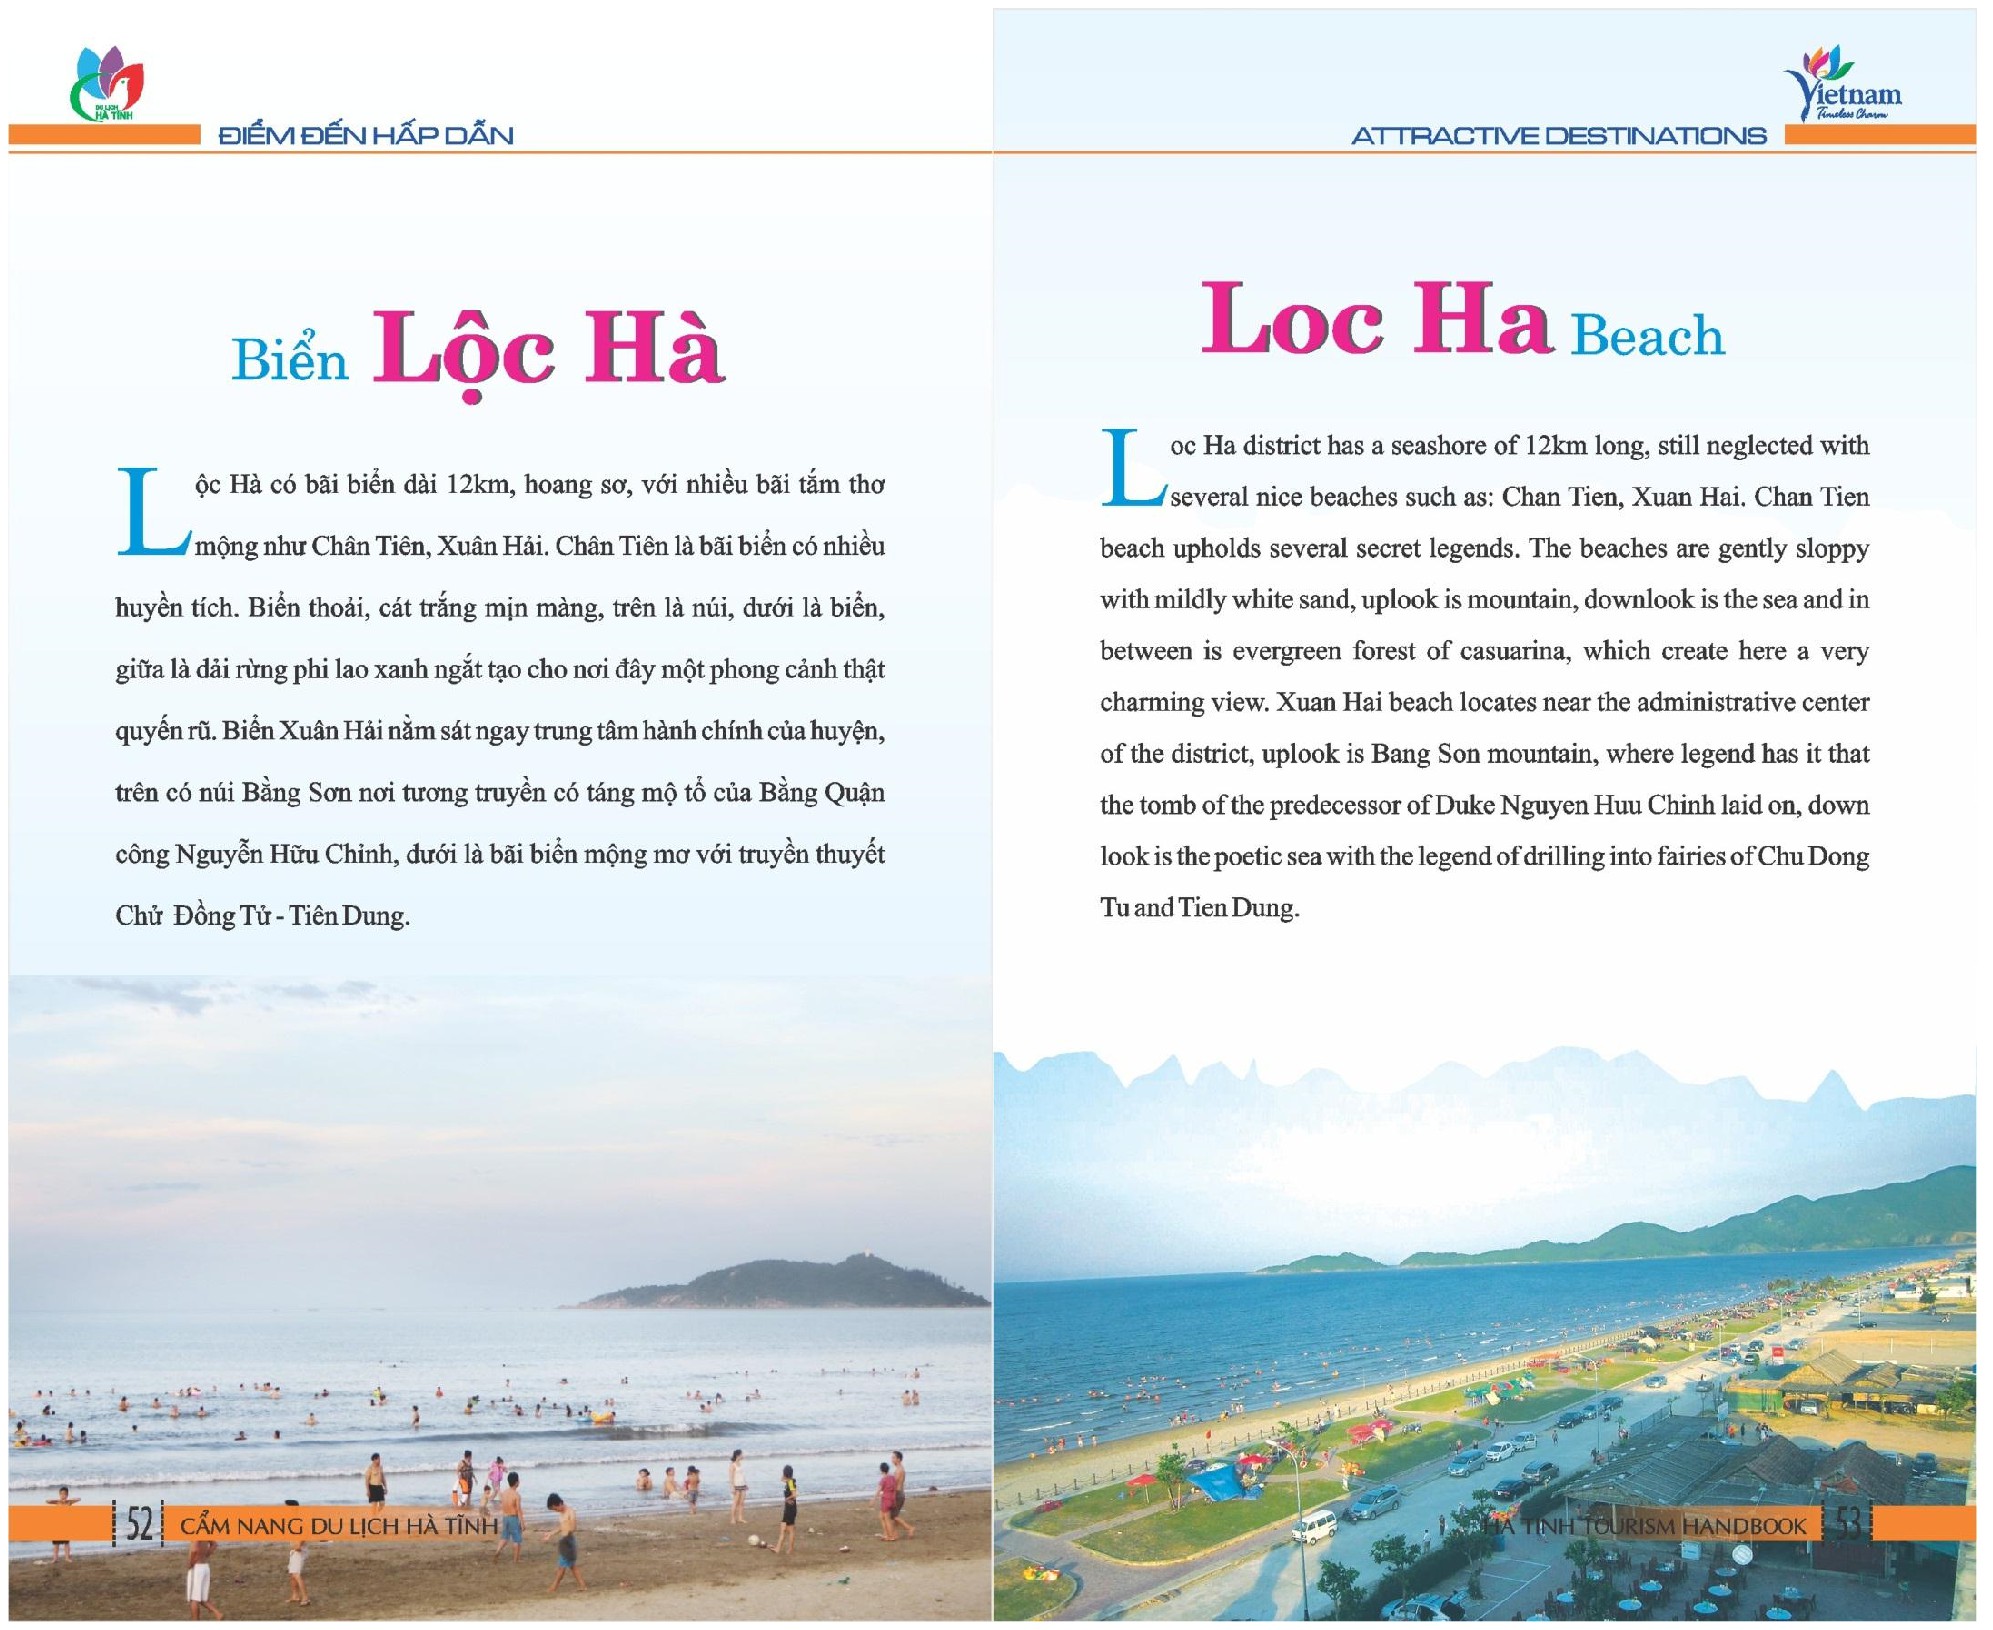 DU LỊCH
HÀ TĨNH
ĐIỂM ĐẾN HẤP DẪN
Biển Lộc Hà
Lộc Hà có bãi biển dài 12km, hoang sơ, với nhiều bãi tắm thơ
mộng như Chân Tiên, Xuân Hải. Chân Tiên là bãi biển có nhiều
huyền tích. Biển thoải, cát trắng mịn màng, trên là núi, dưới là biển,
giữa là dải rừng phi lao xanh ngắt tạo cho nơi đây một phong cảnh thật
quyến rũ. Biển Xuân Hải nằm sát ngay trung tâm hành chính của huyện,
trên có núi Bằng Sơn nơi tương truyền có táng mộ tổ của Bằng Quận
công Nguyễn Hữu Chỉnh, dưới là bãi biển mộng mơ với truyền thuyết
Chử Đồng Tử - Tiên Dung.
52 CẨM NANG DU LỊCH HÀ TĨNH
Vietnam
Timeless Charm
ATTRACTIVE DESTINATIONS
Loc Ha Beach
Loc Ha district has a seashore of 12km long, still neglected with
several nice beaches such as: Chan Tien, Xuan Hai. Chan Tien
beach upholds several secret legends. The beaches are gently sloppy
with mildly white sand, uplook is mountain, downlook is the sea and in
between is evergreen forest of casuarina, which create here a very
charming view. Xuan Hai beach locates near the administrative center
of the district, uplook is Bang Son mountain, where legend has it that
the tomb of the predecessor of Duke Nguyen Huu Chinh laid on, down
look is the poetic sea with the legend of drilling into fairies of Chu Dong
Tu and Tien Dung.
HA TINH TOURISM HANDBOOK 53